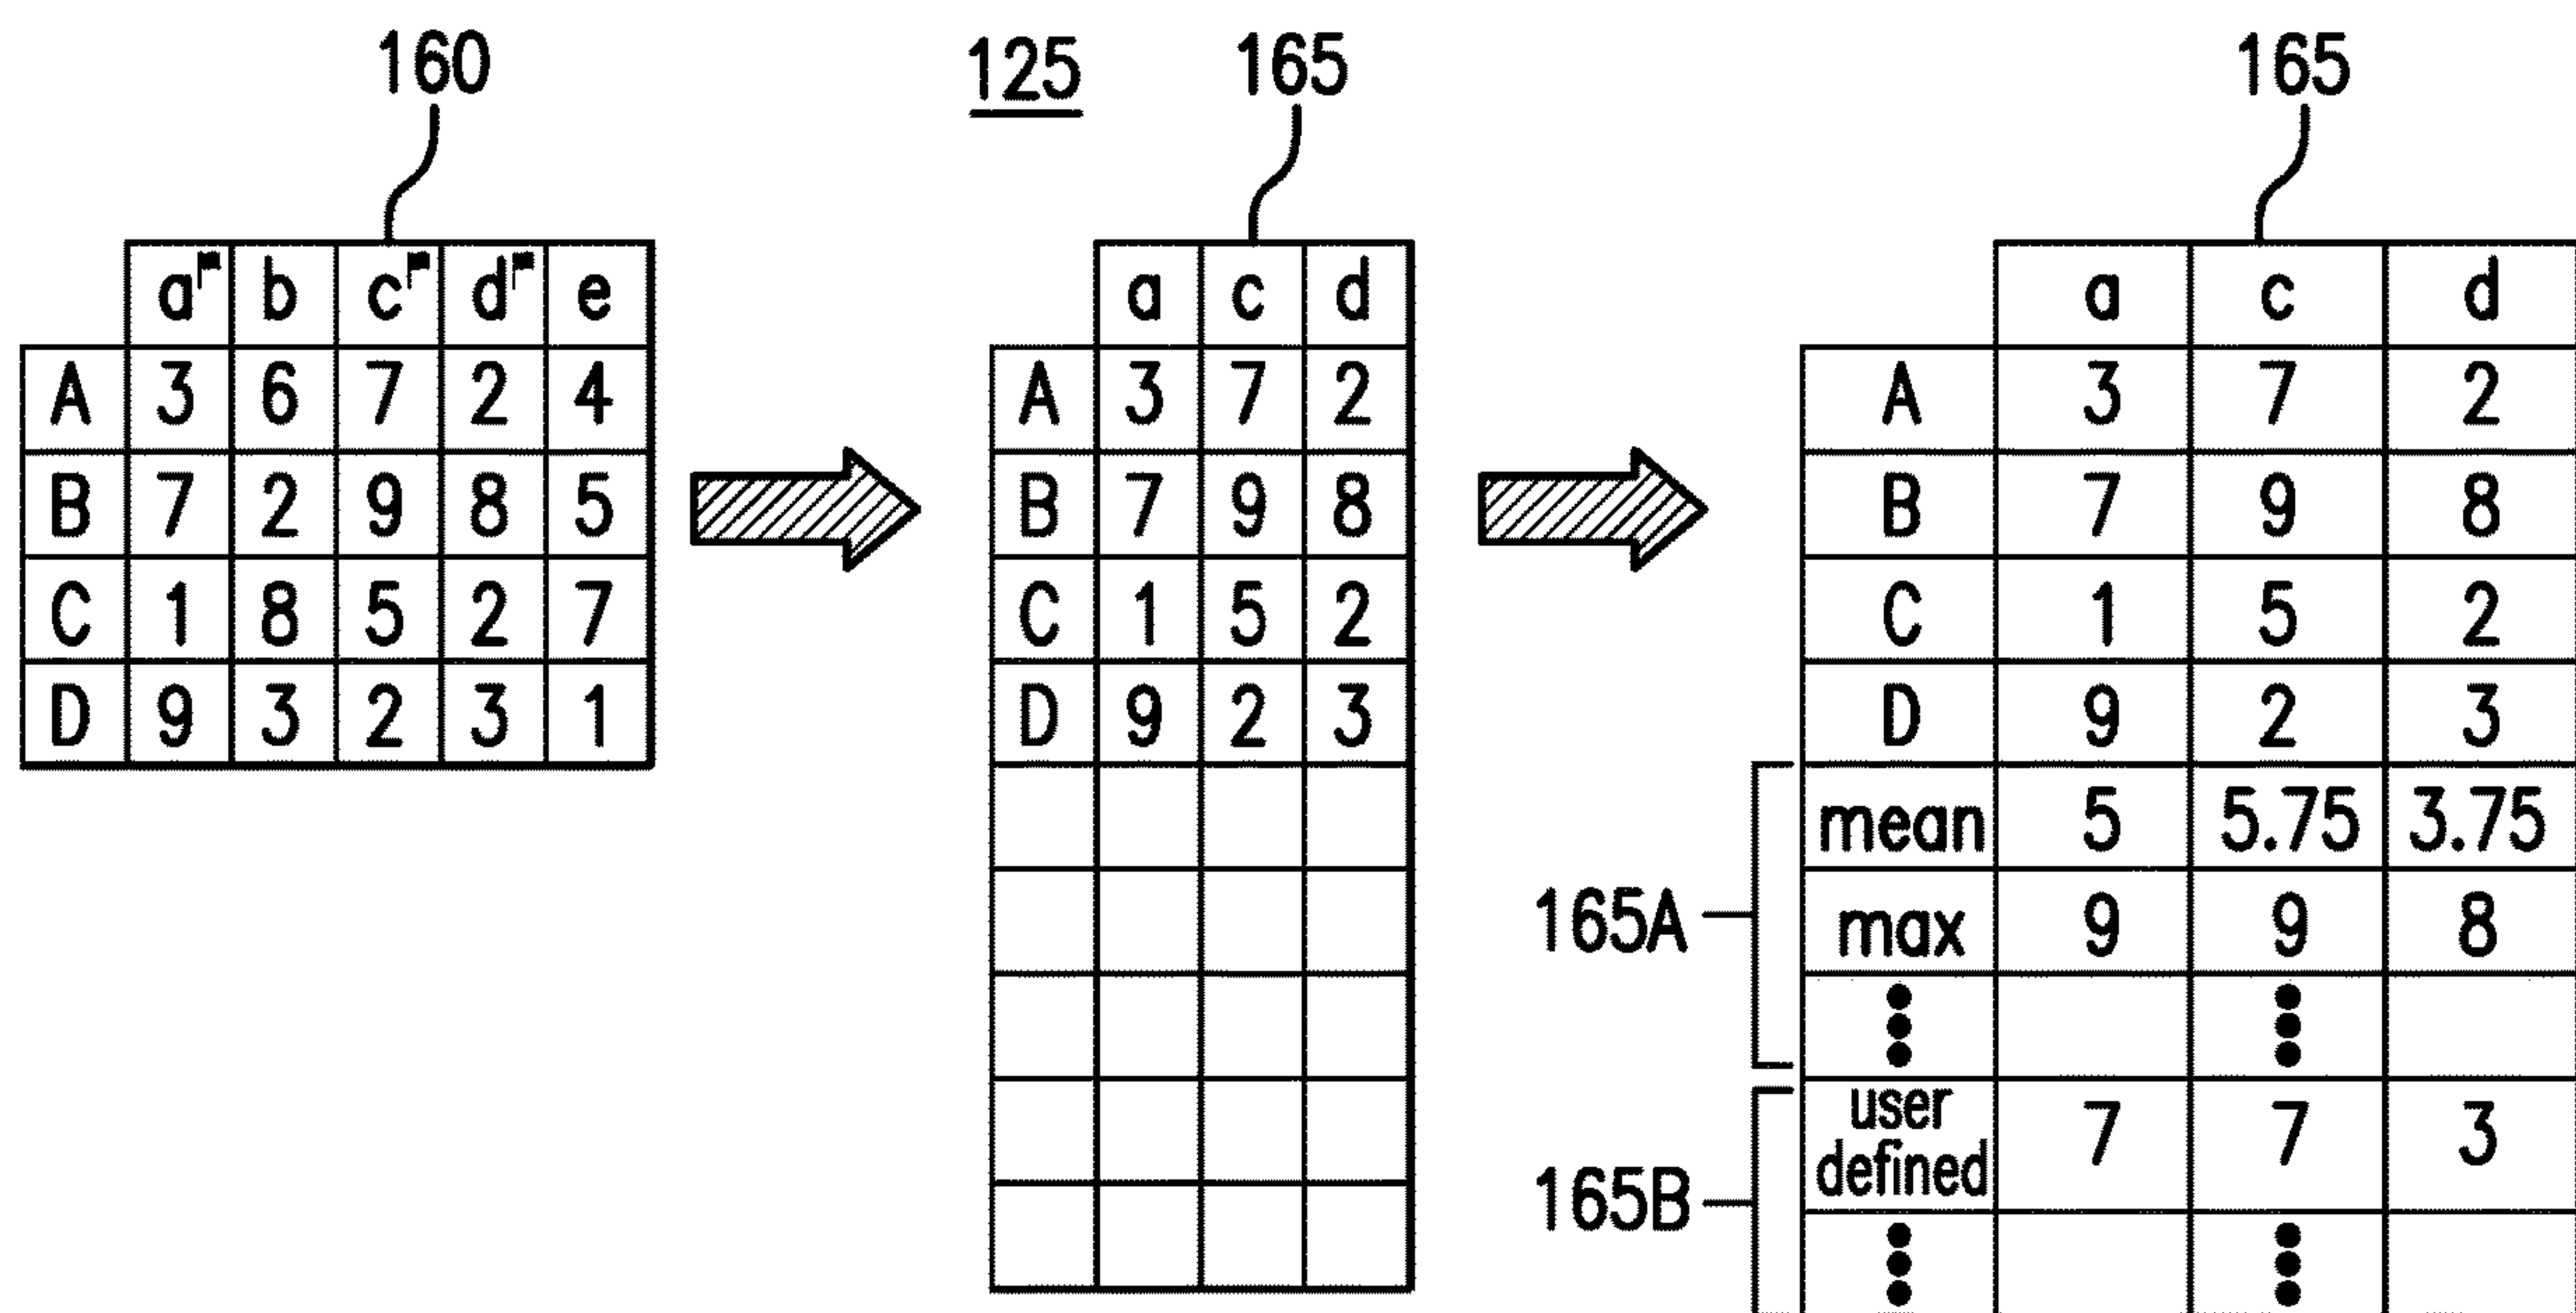 160
125
165
165
a b c d e
A 3 6 7 2 4
B 7 2 9 8 5
C 1 8 5 2 7
D 9 3 2 3 1
a c d
A 3 7 2
B 7 9 8
C 1 5 2
D 9 2 3
a c d
A 3 7 2
B 7 9 8
C 1 5 2
D 9 2 3
165A
mean 5 5.75 3.75
max 9 9 8
165B
user
defined 7 7 3